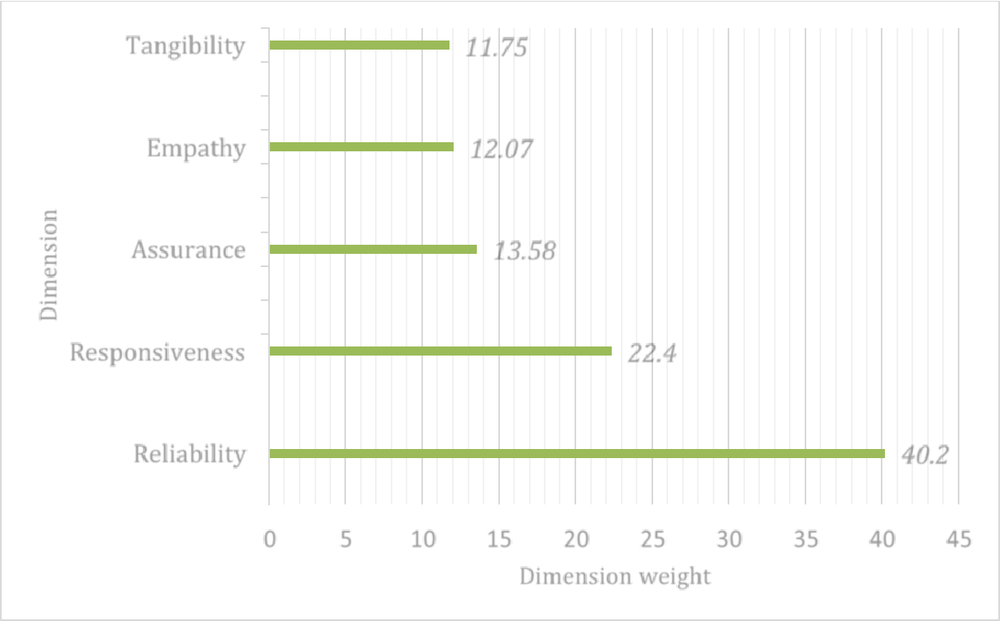 Tangibility 11.75
Empathy 12.07
Assurance 13.58
Responsiveness 22.4
Reliability 40.2
Dimension
0 5 10 15 20 25 30 35 40 45
Dimension weight